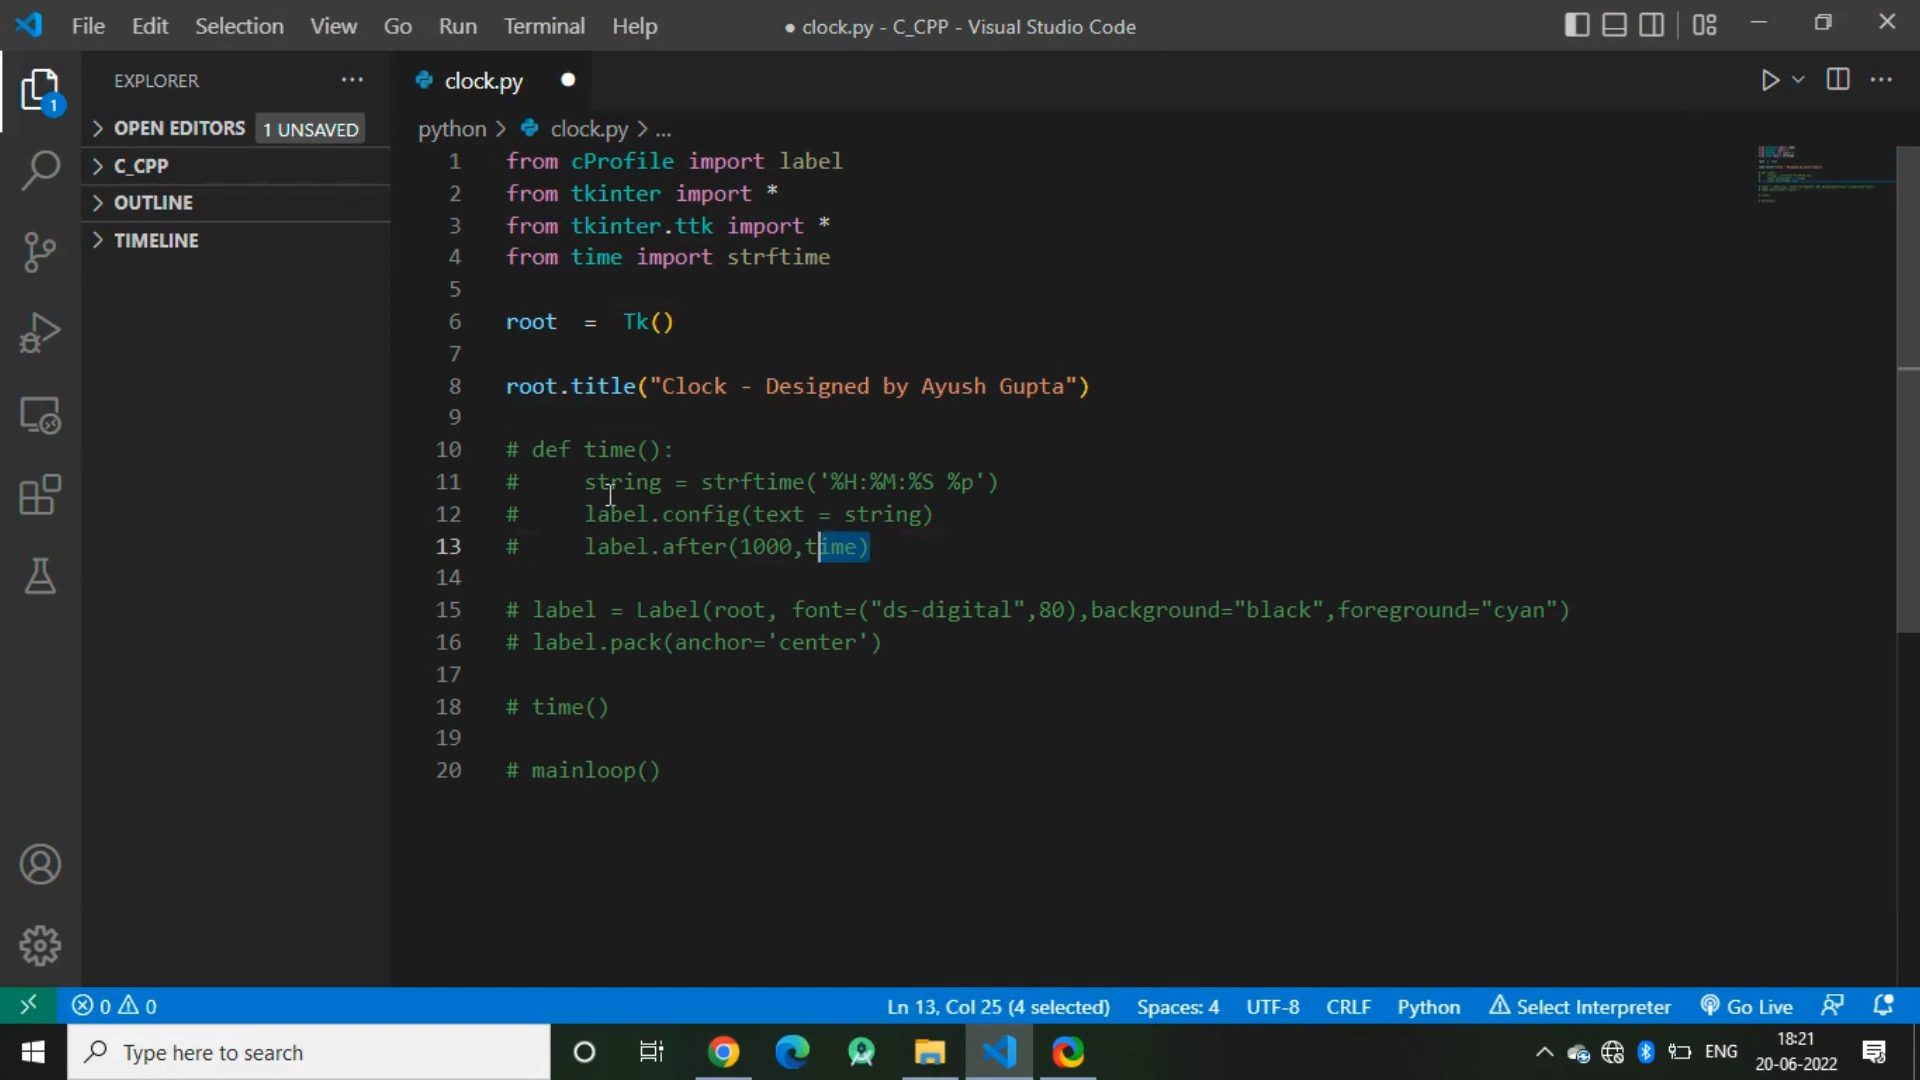 File Edit Selection View Go Run Terminal Help
● clock.py - C_CPP - Visual Studio Code
EXPLORER
OPEN EDITORS 1 UNSAVED
C_CPP
OUTLINE
TIMELINE
1
clock.py
python > clock.py > ...
1 from cProfile import label
2 from tkinter import *
3 from tkinter.ttk import *
4 from time import strftime
5
6 root  =  Tk()
7
8 root.title("Clock - Designed by Ayush Gupta")
9
10 # def time():
11 #     string = strftime('%H:%M:%S %p')
12 #     label.config(text = string)
13 #     label.after(1000,time)
14
15 # label = Label(root, font=("ds-digital",80),background="black",foreground="cyan")
16 # label.pack(anchor='center')
17
18 # time()
19
20 # mainloop()
0 0 Ln 13, Col 25 (4 selected) Spaces: 4 UTF-8 CRLF Python Select Interpreter Go Live
Type here to search
ENG
18:21
20-06-2022